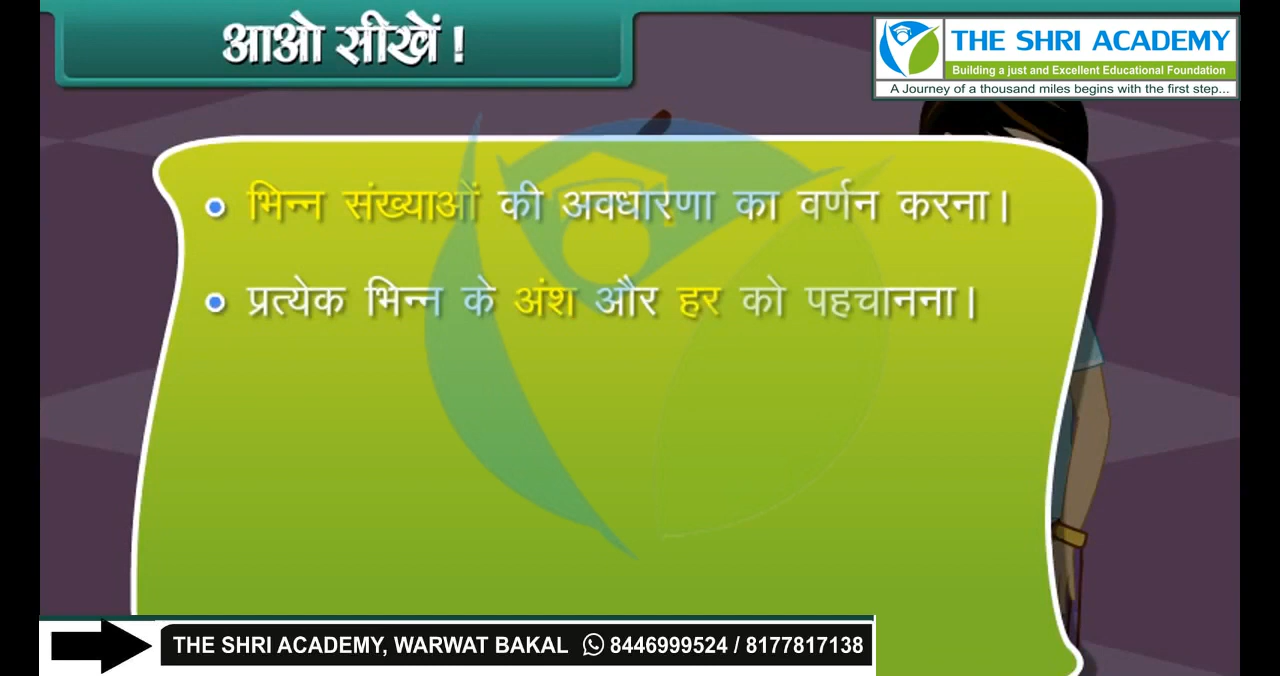 आओ सीखें!
THE SHRI ACADEMY
Building a just and Excellent Educational Foundation
A Journey of a thousand miles begins with the first step...
भिन्न संख्याओं की अवधारणा का वर्णन करना।
प्रत्येक भिन्न के अंश और हर को पहचानना।
THE SHRI ACADEMY, WARWAT BAKAL 8446999524 / 8177817138